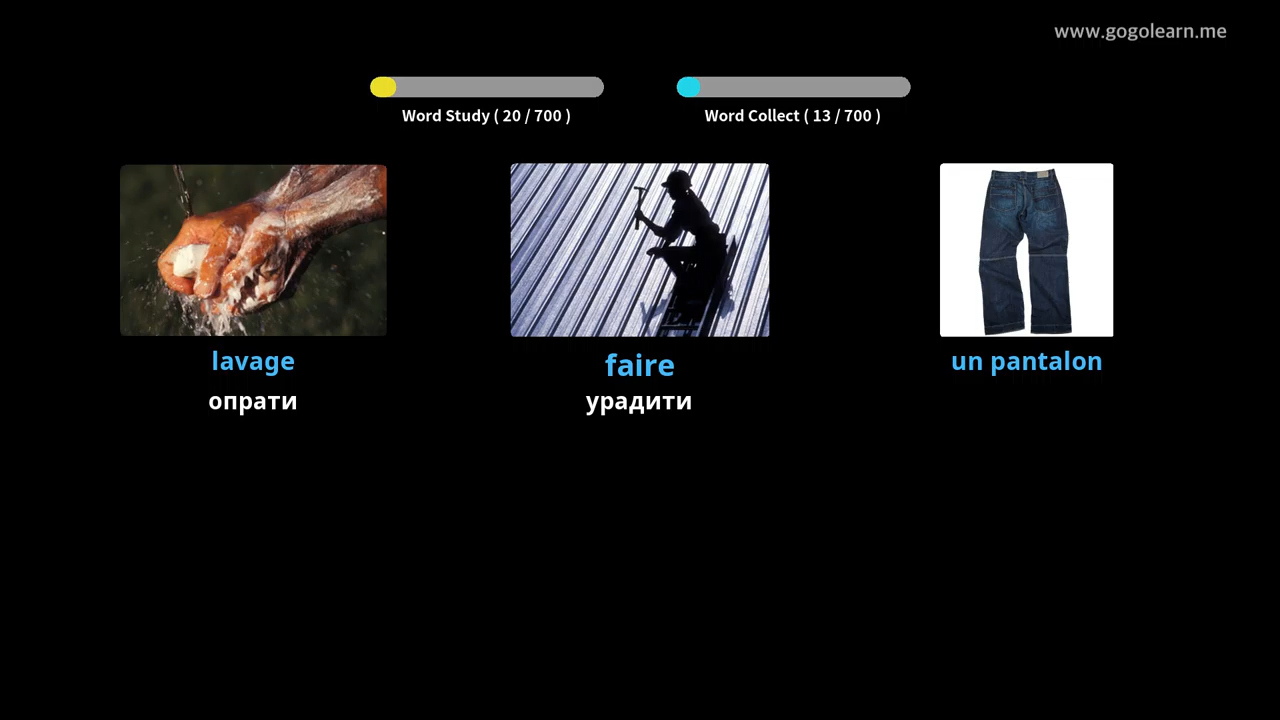 www.gogolearn.me
Word Study ( 20 / 700 )
Word Collect ( 13 / 700 )
lavage
опрати
faire
урадити
un pantalon